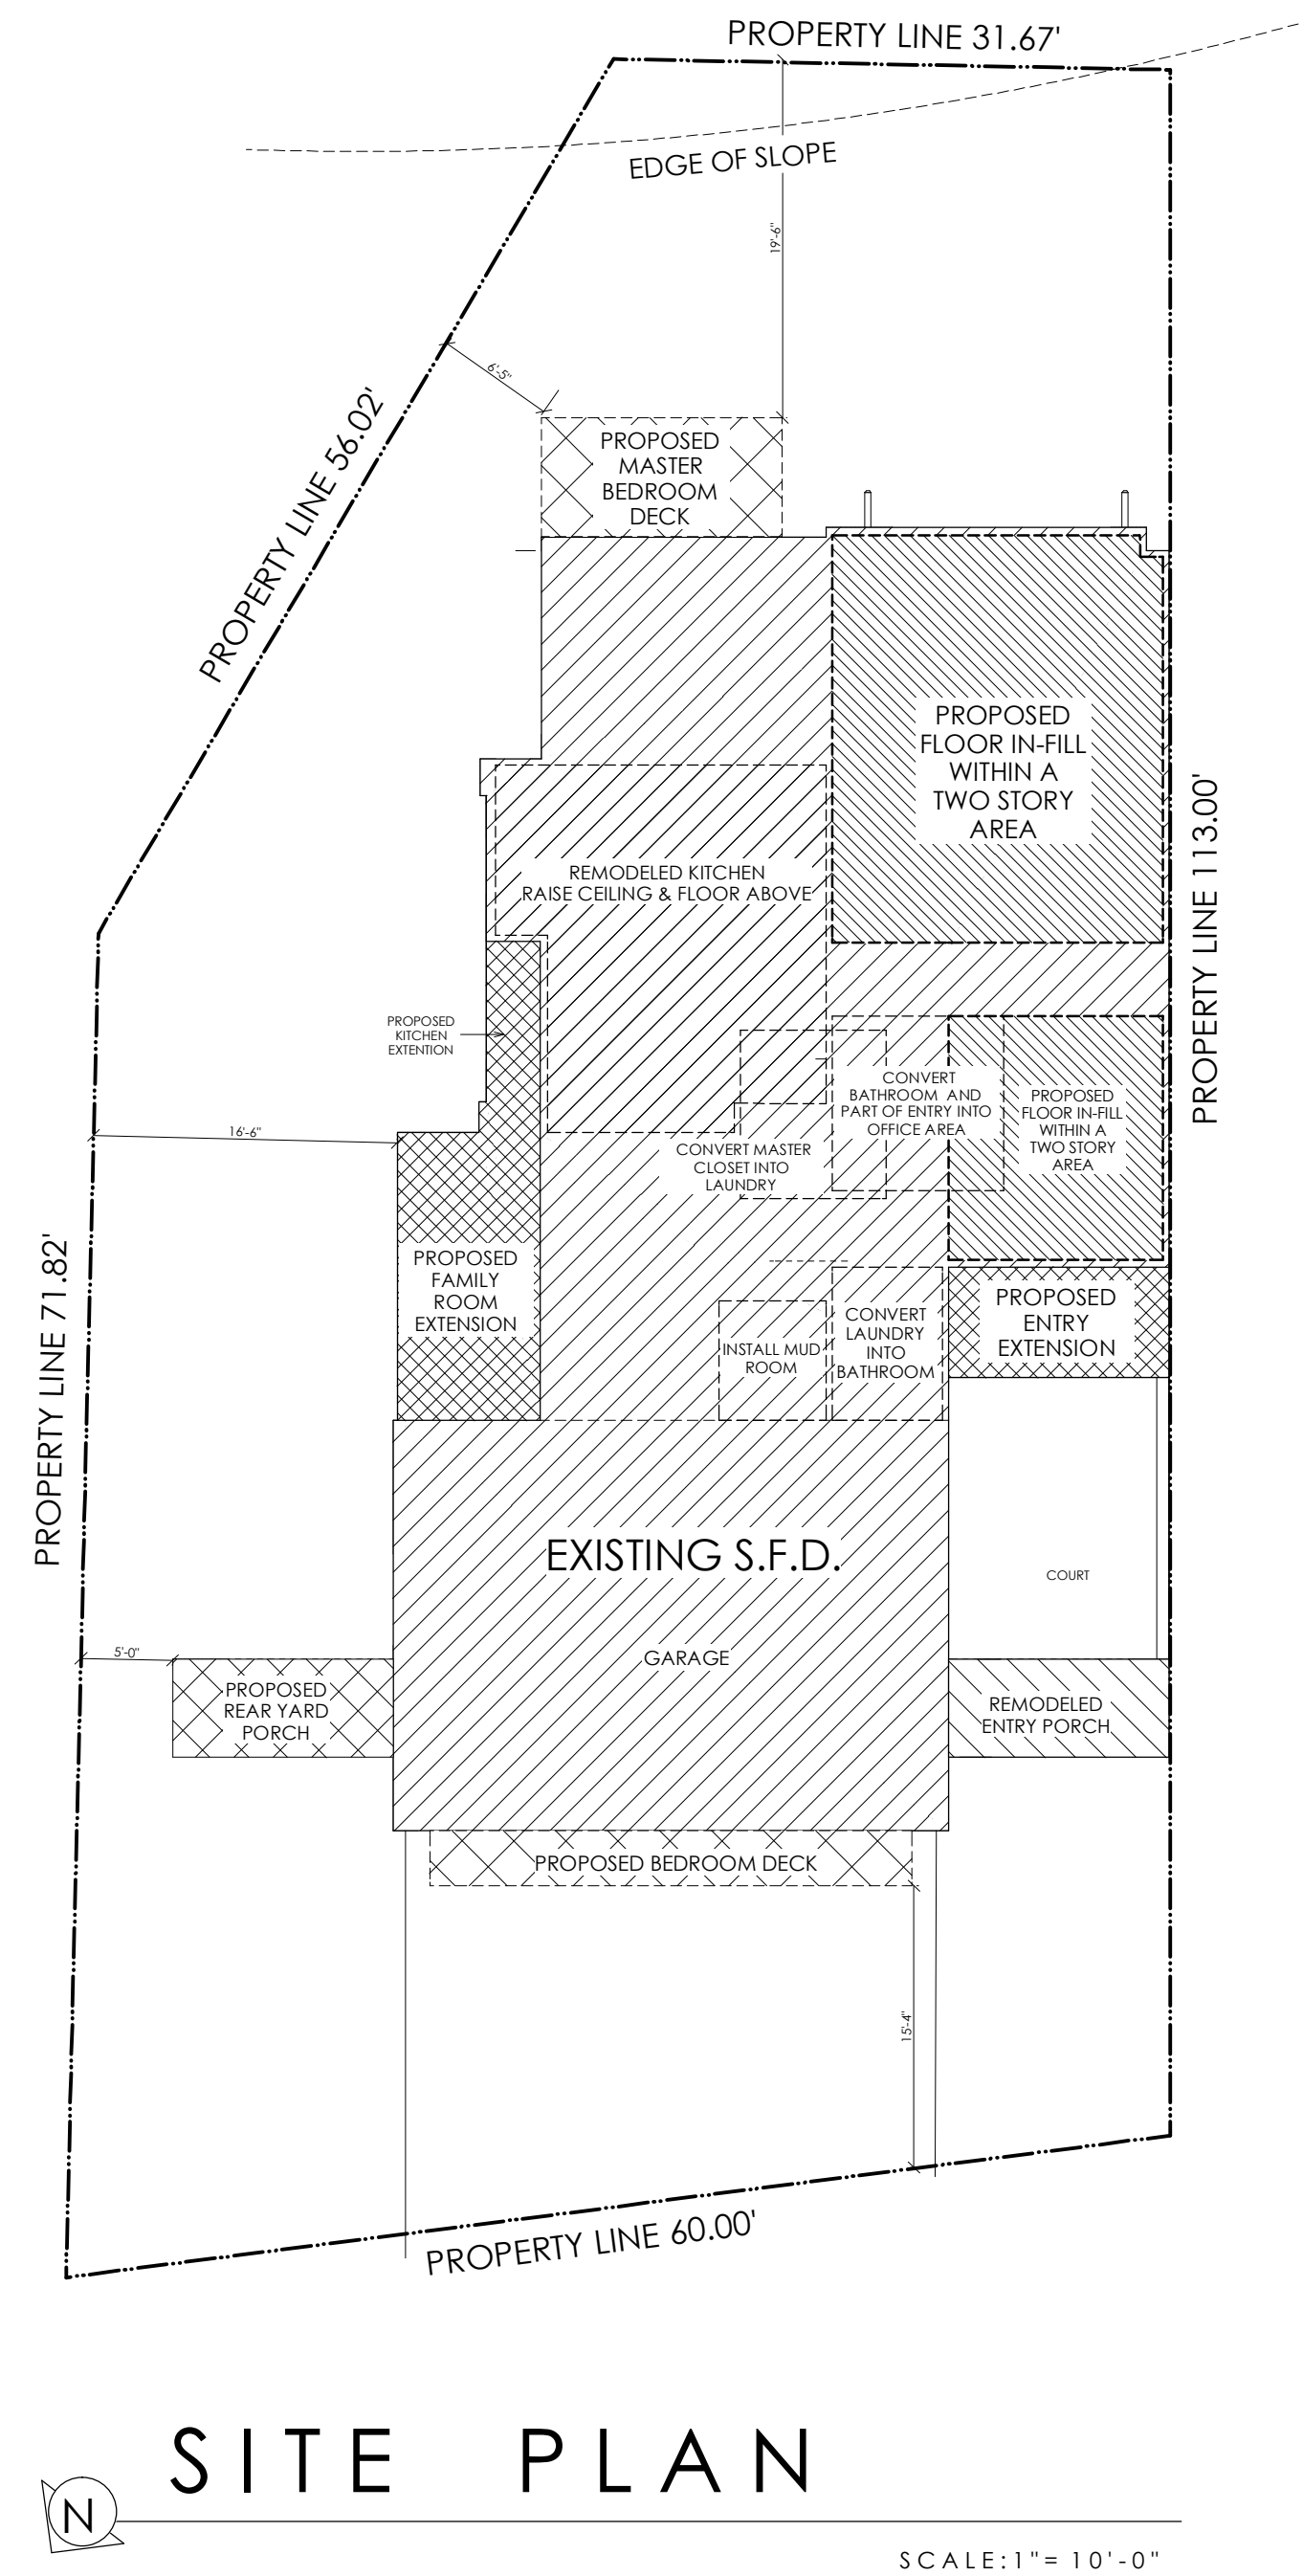 PROPERTY LINE 31.67'
EDGE OF SLOPE
19'-6"
6'-5"
PROPERTY LINE 56.02'
PROPOSED
MASTER
BEDROOM
DECK
PROPOSED
FLOOR IN-FILL
WITHIN A
TWO STORY
AREA
PROPERTY LINE 113.00'
REMODELED KITCHEN
RAISE CEILING & FLOOR ABOVE
PROPOSED
KITCHEN
EXTENTION
CONVERT
BATHROOM AND
PART OF ENTRY INTO
OFFICE AREA
PROPOSED
FLOOR IN-FILL
WITHIN A
TWO STORY
AREA
16'-6"
CONVERT MASTER
CLOSET INTO
LAUNDRY
PROPERTY LINE 71.82'
PROPOSED
FAMILY
ROOM
EXTENSION
INSTALL MUD
ROOM
CONVERT
LAUNDRY
INTO
BATHROOM
PROPOSED
ENTRY
EXTENSION
EXISTING S.F.D.
COURT
GARAGE
5'-0"
PROPOSED
REAR YARD
PORCH
REMODELED
ENTRY PORCH
PROPOSED BEDROOM DECK
15'-4"
PROPERTY LINE 60.00'
SITE PLAN
N
SCALE:1"= 10'-0"